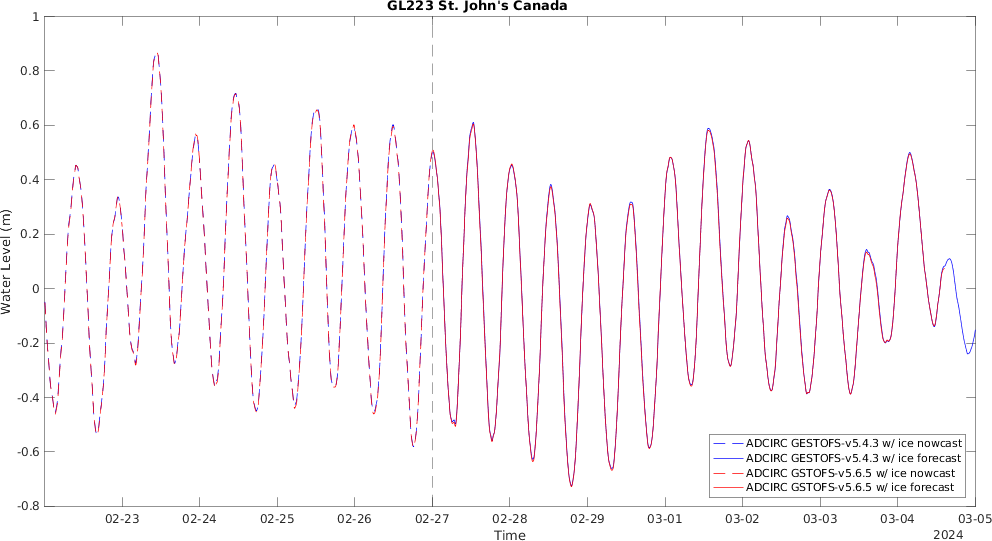 GL223 St. John's Canada
1
0.8
0.6
0.4
0.2
0
-0.2
-0.4
-0.6
-0.8
Water Level (m)
ADCIRC GESTOFS-v5.4.3 w/ ice nowcast
ADCIRC GESTOFS-v5.4.3 w/ ice forecast
ADCIRC GSTOFS-v5.6.5 w/ ice nowcast
ADCIRC GSTOFS-v5.6.5 w/ ice forecast
02-23 02-24 02-25 02-26 02-27 02-28 02-29 03-01 03-02 03-03 03-04 03-05
Time
2024